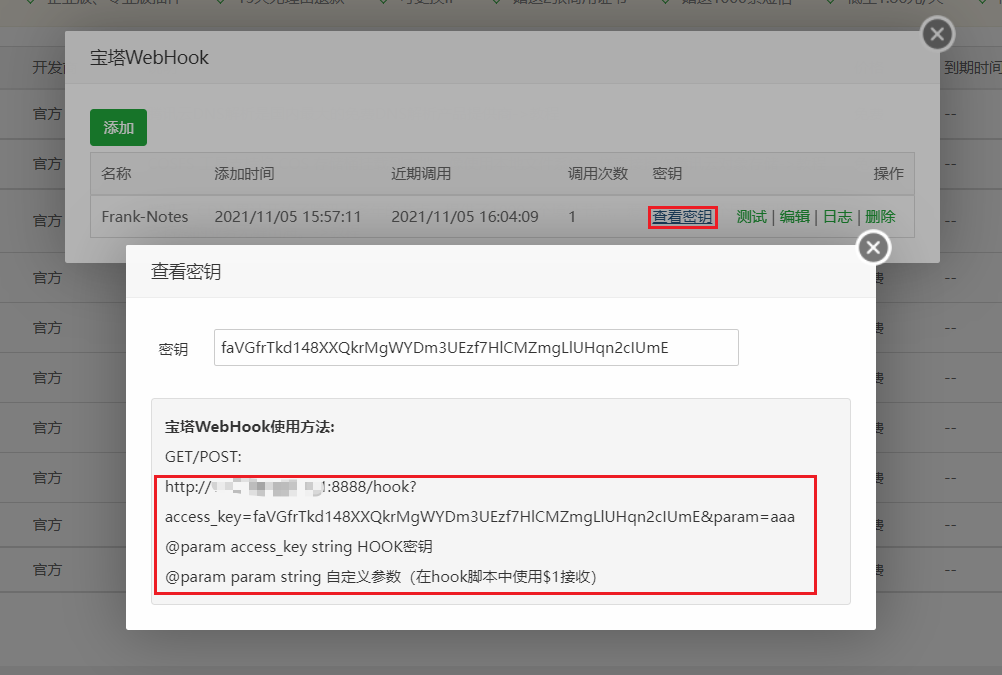 宝塔WebHook
开发
到期时间
添加
名称 添加时间 近期调用 调用次数 密钥 操作
Frank-Notes 2021/11/05 15:57:11 2021/11/05 16:04:09 1 查看密钥 测试 | 编辑 | 日志 | 删除
官方 --
官方 --
官方 --
查看密钥
官方 --
官方 --
密钥 faVGfrTkd148XXQkrMgWYDm3UEzf7HlCMZmgLlUHqn2cIUmE
官方 --
官方 --
宝塔WebHook使用方法:
GET/POST:
官方 --
http:// :8888/hook?
access_key=faVGfrTkd148XXQkrMgWYDm3UEzf7HlCMZmgLlUHqn2cIUmE&param=aaa
官方 --
@param access_key string HOOK密钥
官方 --
@param param string 自定义参数（在hook脚本中使用$1接收）